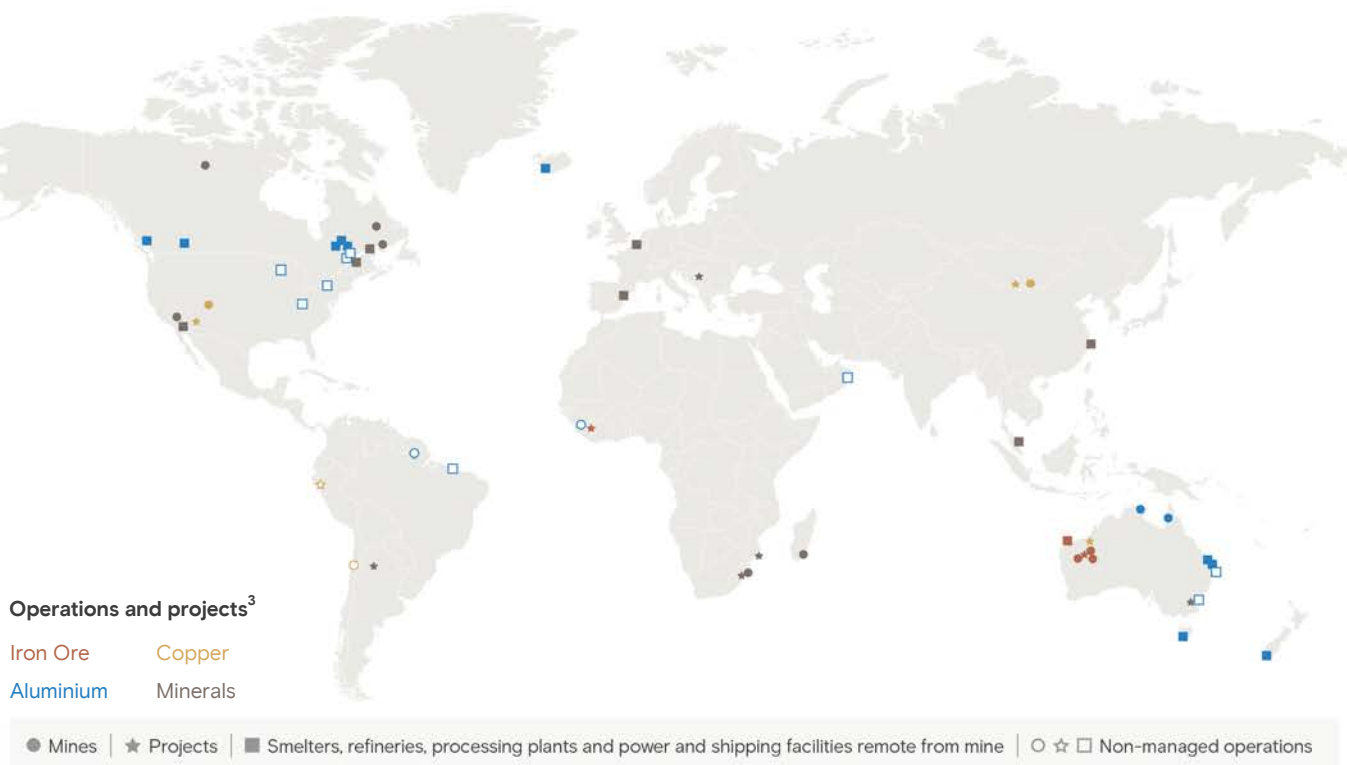 Operations and projects³
Iron Ore Copper
Aluminium Minerals
Mines | Projects | Smelters, refineries, processing plants and power and shipping facilities remote from mine | Non-managed operations